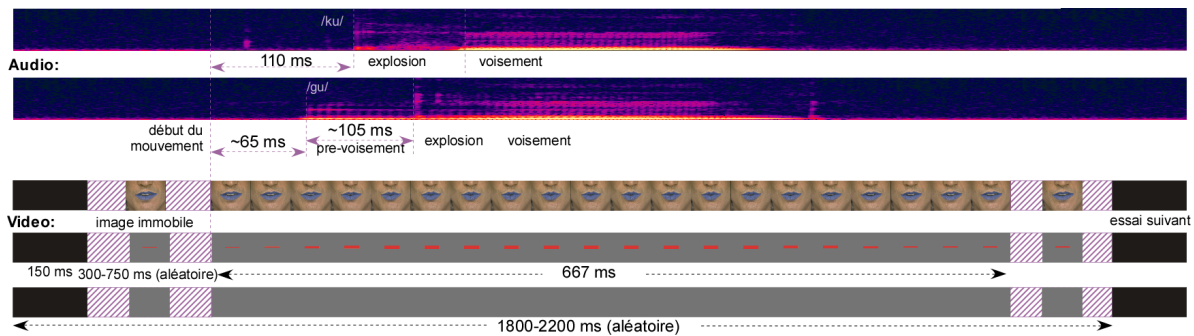 /ku/
Audio:
110 ms
explosion
voisement
/gu/
début du
mouvement
~65 ms
~105 ms
pre-voisement
explosion
voisement
Video:
image immobile
essai suivant
150 ms
300-750 ms (aléatoire)
667 ms
1800-2200 ms (aléatoire)